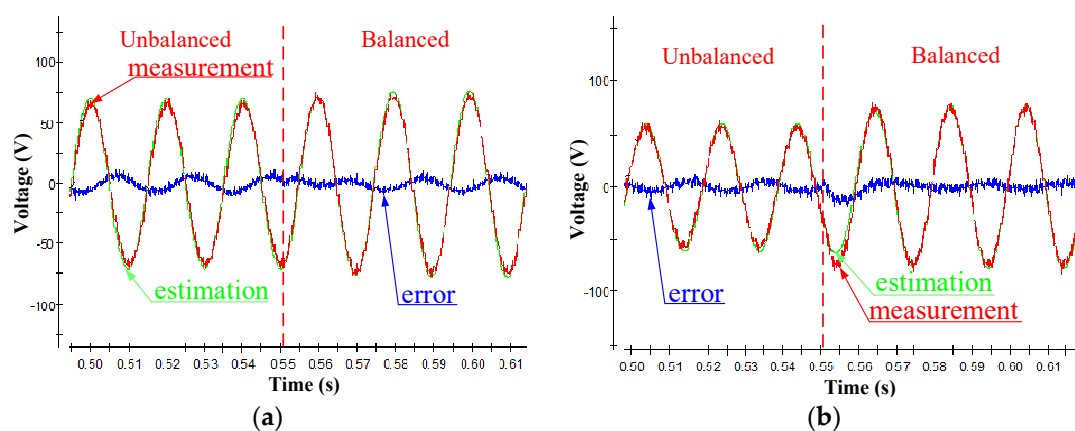 Unbalanced Balanced
measurement
100
50
0
-50
-100
Voltage (V)
estimation
error
0.50 0.51 0.52 0.53 0.54 0.55 0.56 0.57 0.58 0.59 0.60 0.61
Time (s)
(a)
Unbalanced Balanced
100
0
-100
Voltage (V)
error
estimation
measurement
0.50 0.51 0.52 0.53 0.54 0.55 0.56 0.57 0.58 0.59 0.60 0.61
Time (s)
(b)